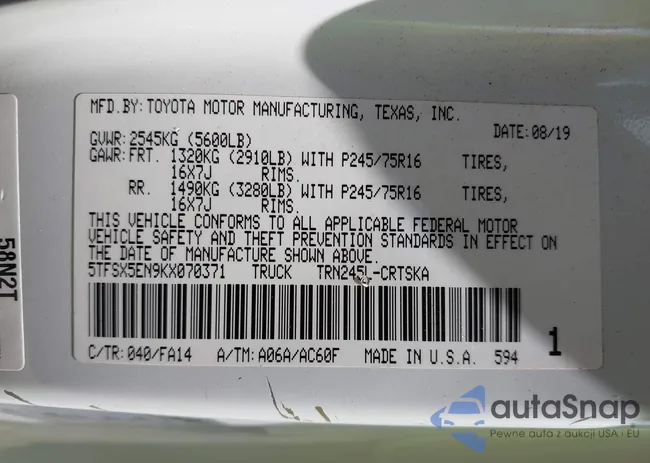 MFD.BY: TOYOTA MOTOR MANUFACTURING, TEXAS, INC.
DATE: 08/19
GVWR: 2545KG (5600LB)
GAWR: FRT. 1320KG (2910LB) WITH P245/75R16 TIRES,
16X7J RIMS.
RR. 1490KG (3280LB) WITH P245/75R16 TIRES,
16X7J RIMS.
THIS VEHICLE CONFORMS TO ALL APPLICABLE FEDERAL MOTOR
VEHICLE SAFETY AND THEFT PREVENTION STANDARDS IN EFFECT ON
THE DATE OF MANUFACTURE SHOWN ABOVE.
5TFSX5EN9KX070371 TRUCK TRN245L-CRTSKA
C/TR: 040/FA14 A/TM: A06A/AC60F MADE IN U.S.A. 594
1
58N2T
autaSnap
Pewne auta z aukcji USA i EU